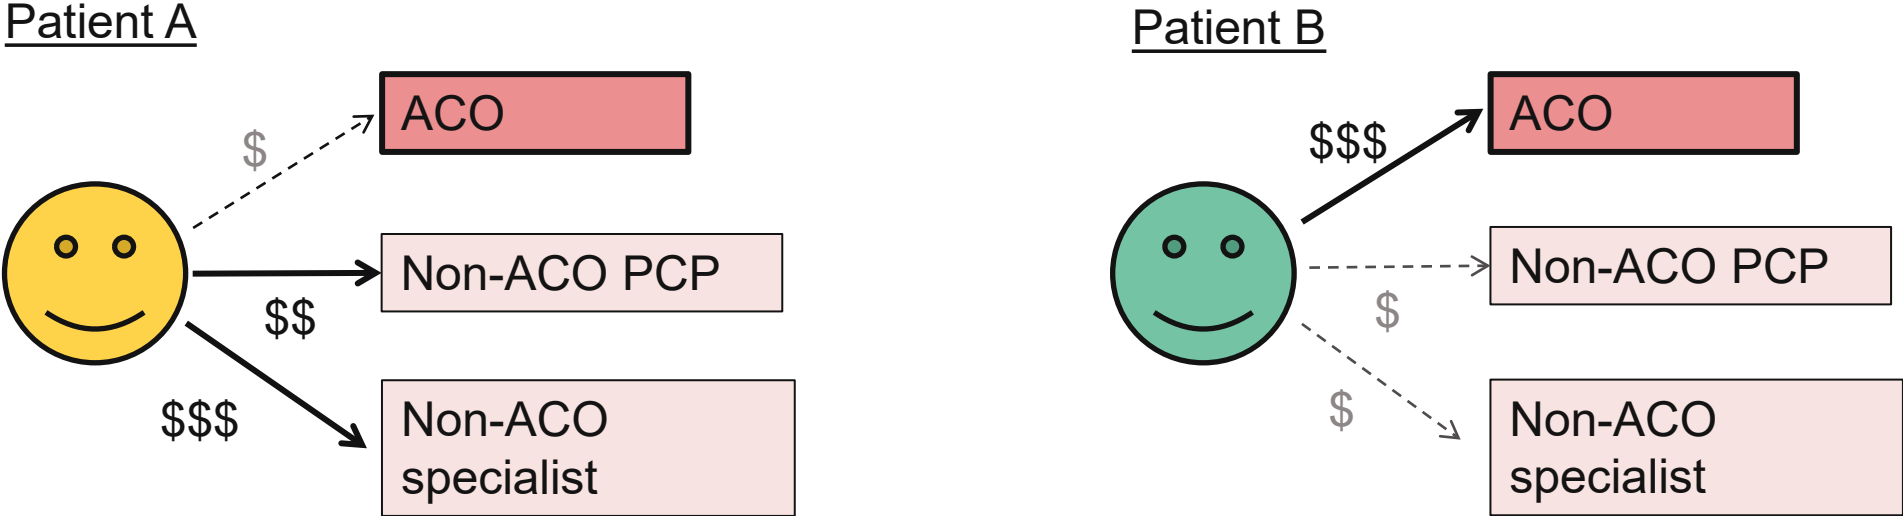 Patient A
ACO
$
Non-ACO PCP
$$
$$$
Non-ACO
specialist
Patient B
ACO
$$$
Non-ACO PCP
$
$
Non-ACO
specialist